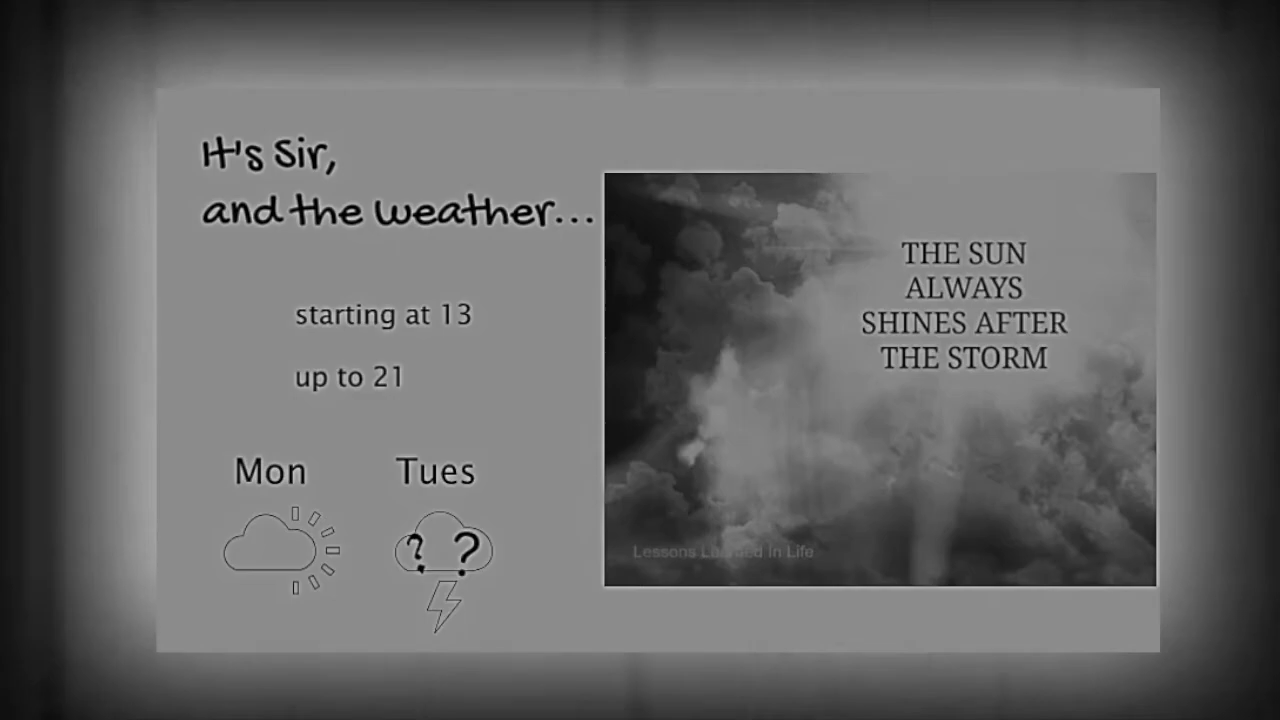 It's Sir,
and the weather...
starting at 13
up to 21
Mon Tues
? ?
THE SUN
ALWAYS
SHINES AFTER
THE STORM
Lessons Learned In Life